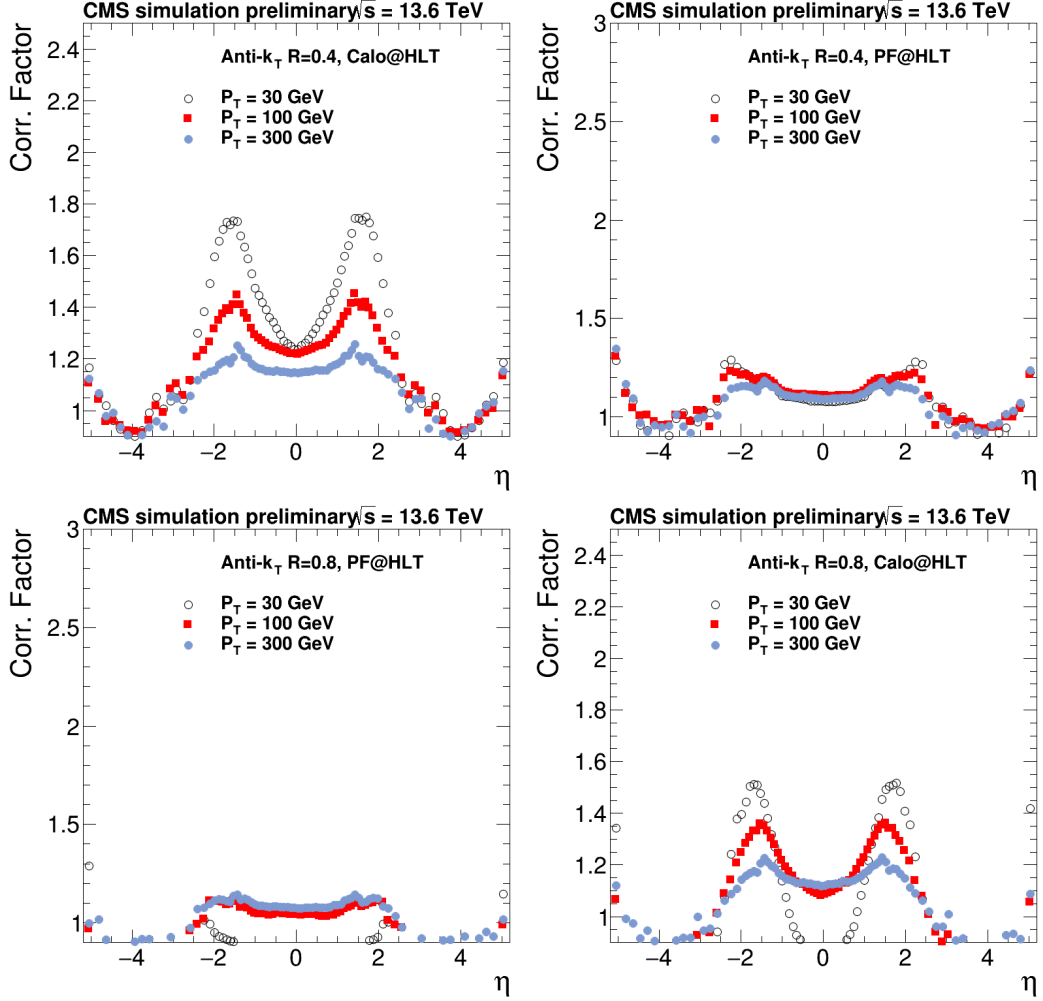 CMS simulation preliminary√s = 13.6 TeV
Corr. Factor
Anti-kT R=0.4, Calo@HLT
PT = 30 GeV
PT = 100 GeV
PT = 300 GeV
2.4
2.2
2
1.8
1.6
1.4
1.2
1
−4 −2 0 2 4
η
CMS simulation preliminary√s = 13.6 TeV
Corr. Factor
Anti-kT R=0.4, PF@HLT
PT = 30 GeV
PT = 100 GeV
PT = 300 GeV
3
2.5
2
1.5
1
−4 −2 0 2 4
η
CMS simulation preliminary√s = 13.6 TeV
Corr. Factor
Anti-kT R=0.8, PF@HLT
PT = 30 GeV
PT = 100 GeV
PT = 300 GeV
3
2.5
2
1.5
1
−4 −2 0 2 4
η
CMS simulation preliminary√s = 13.6 TeV
Corr. Factor
Anti-kT R=0.8, Calo@HLT
PT = 30 GeV
PT = 100 GeV
PT = 300 GeV
2.4
2.2
2
1.8
1.6
1.4
1.2
1
−4 −2 0 2 4
η